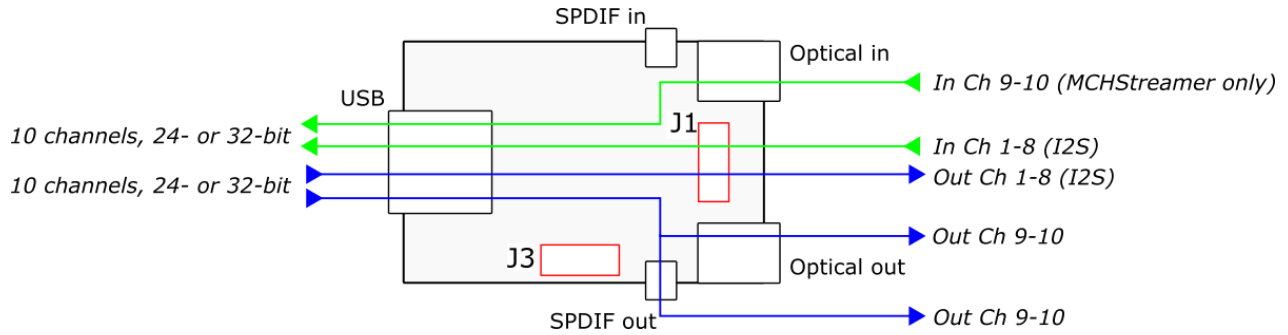 SPDIF in
Optical in
In Ch 9-10 (MCHStreamer only)
USB
10 channels, 24- or 32-bit
J1
In Ch 1-8 (I2S)
10 channels, 24- or 32-bit
Out Ch 1-8 (I2S)
Out Ch 9-10
J3
Optical out
SPDIF out
Out Ch 9-10